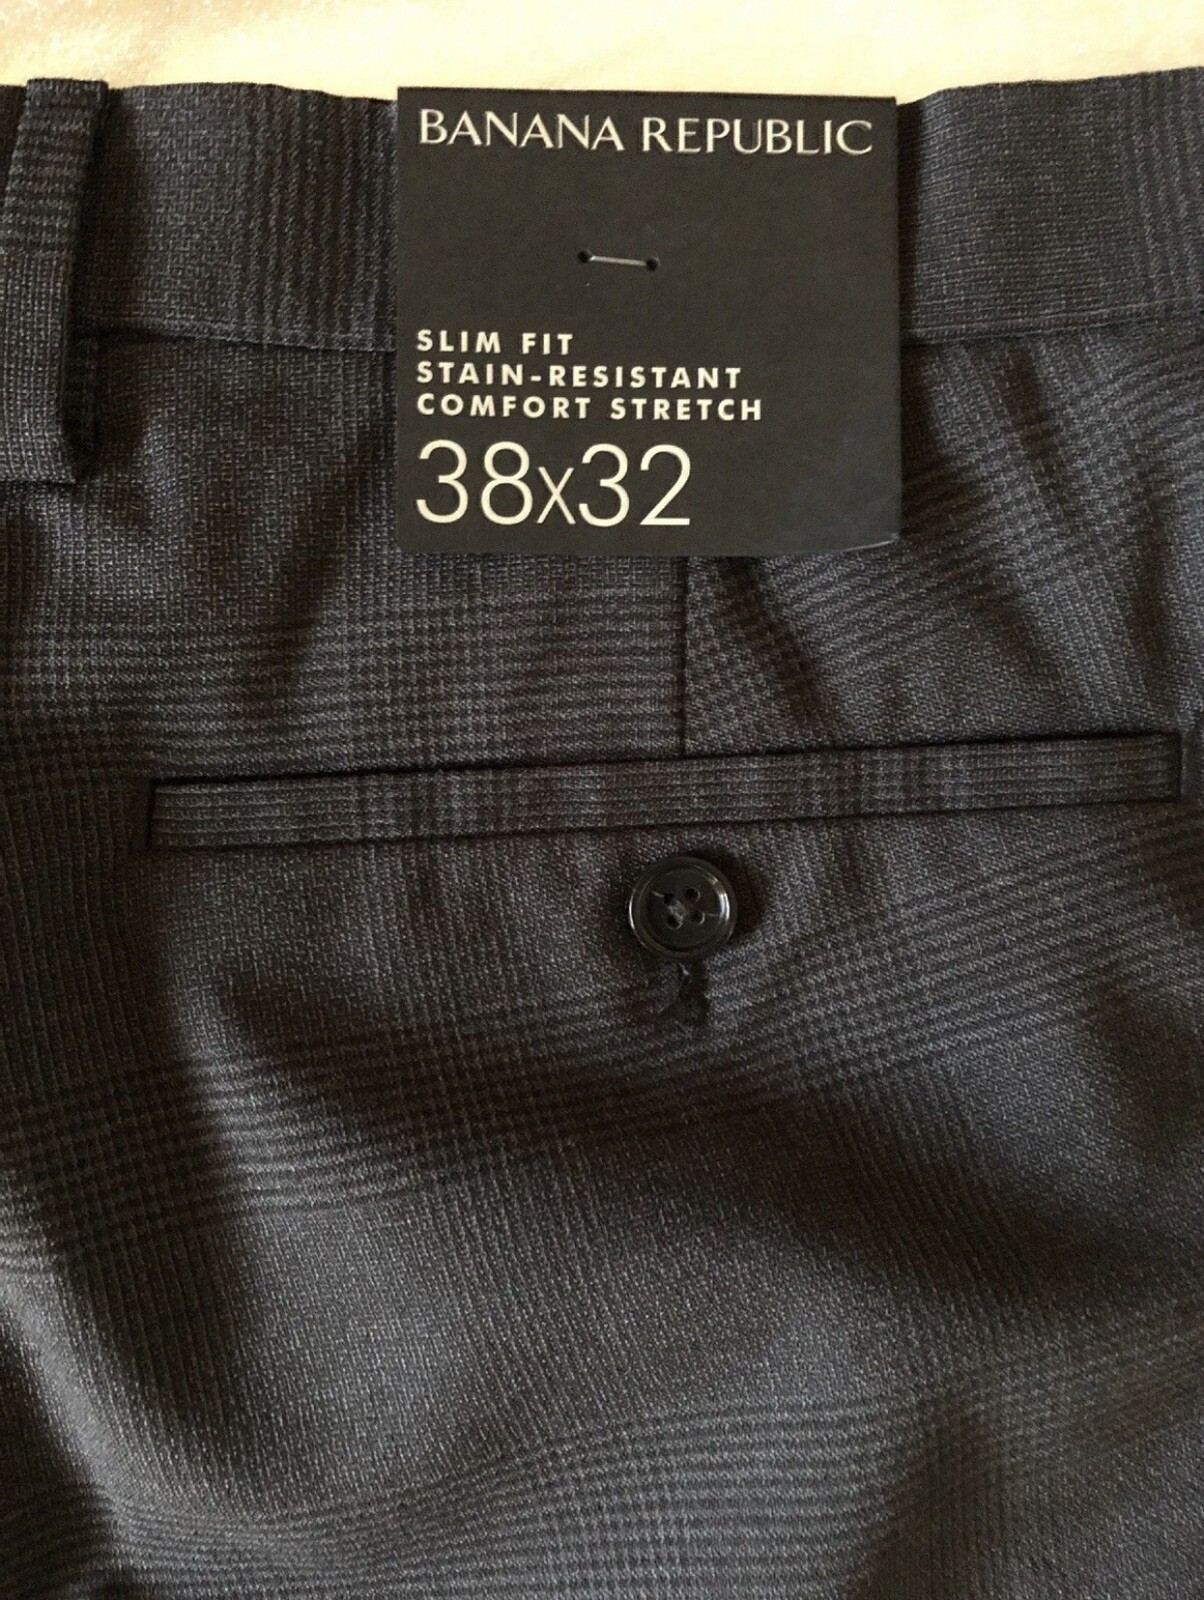 BANANA REPUBLIC
SLIM FIT
STAIN-RESISTANT
COMFORT STRETCH
38x32